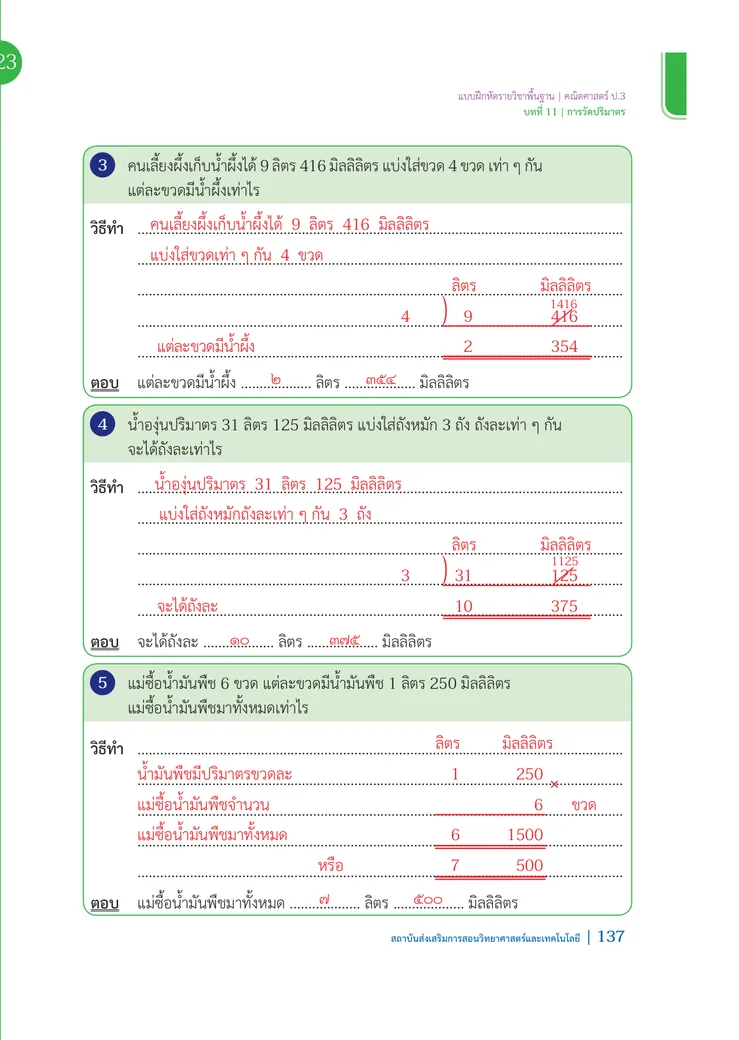 23
แบบฝึกหัดรายวิชาพื้นฐาน | คณิตศาสตร์ ป.3
บทที่ 11 | การวัดปริมาตร
3 คนเลี้ยงผึ้งเก็บน้ำผึ้งได้ 9 ลิตร 416 มิลลิลิตร แบ่งใส่ขวด 4 ขวด เท่า ๆ กัน
แต่ละขวดมีน้ำผึ้งเท่าไร
วิธีทำ คนเลี้ยงผึ้งเก็บน้ำผึ้งได้ 9 ลิตร 416 มิลลิลิตร
แบ่งใส่ขวดเท่า ๆ กัน 4 ขวด
ลิตร มิลลิลิตร
1416
4 ) 9 416
แต่ละขวดมีน้ำผึ้ง 2 354
ตอบ แต่ละขวดมีน้ำผึ้ง ........๒........ ลิตร ........๓๕๔........ มิลลิลิตร
4 น้ำองุ่นปริมาตร 31 ลิตร 125 มิลลิลิตร แบ่งใส่ถังหมัก 3 ถัง ถังละเท่า ๆ กัน
จะได้ถังละเท่าไร
วิธีทำ น้ำองุ่นปริมาตร 31 ลิตร 125 มิลลิลิตร
แบ่งใส่ถังหมักถังละเท่า ๆ กัน 3 ถัง
ลิตร มิลลิลิตร
1125
3 ) 31 125
จะได้ถังละ 10 375
ตอบ จะได้ถังละ ........๑๐........ ลิตร ........๓๗๕........ มิลลิลิตร
5 แม่ซื้อน้ำมันพืช 6 ขวด แต่ละขวดมีน้ำมันพืช 1 ลิตร 250 มิลลิลิตร
แม่ซื้อน้ำมันพืชมาทั้งหมดเท่าไร
วิธีทำ ลิตร มิลลิลิตร
น้ำมันพืชมีปริมาตรขวดละ 1 250 ×
แม่ซื้อน้ำมันพืชจำนวน 6 ขวด
แม่ซื้อน้ำมันพืชมาทั้งหมด 6 1500
หรือ 7 500
ตอบ แม่ซื้อน้ำมันพืชมาทั้งหมด ........๗........ ลิตร ........๕๐๐........ มิลลิลิตร
สถาบันส่งเสริมการสอนวิทยาศาสตร์และเทคโนโลยี | 137